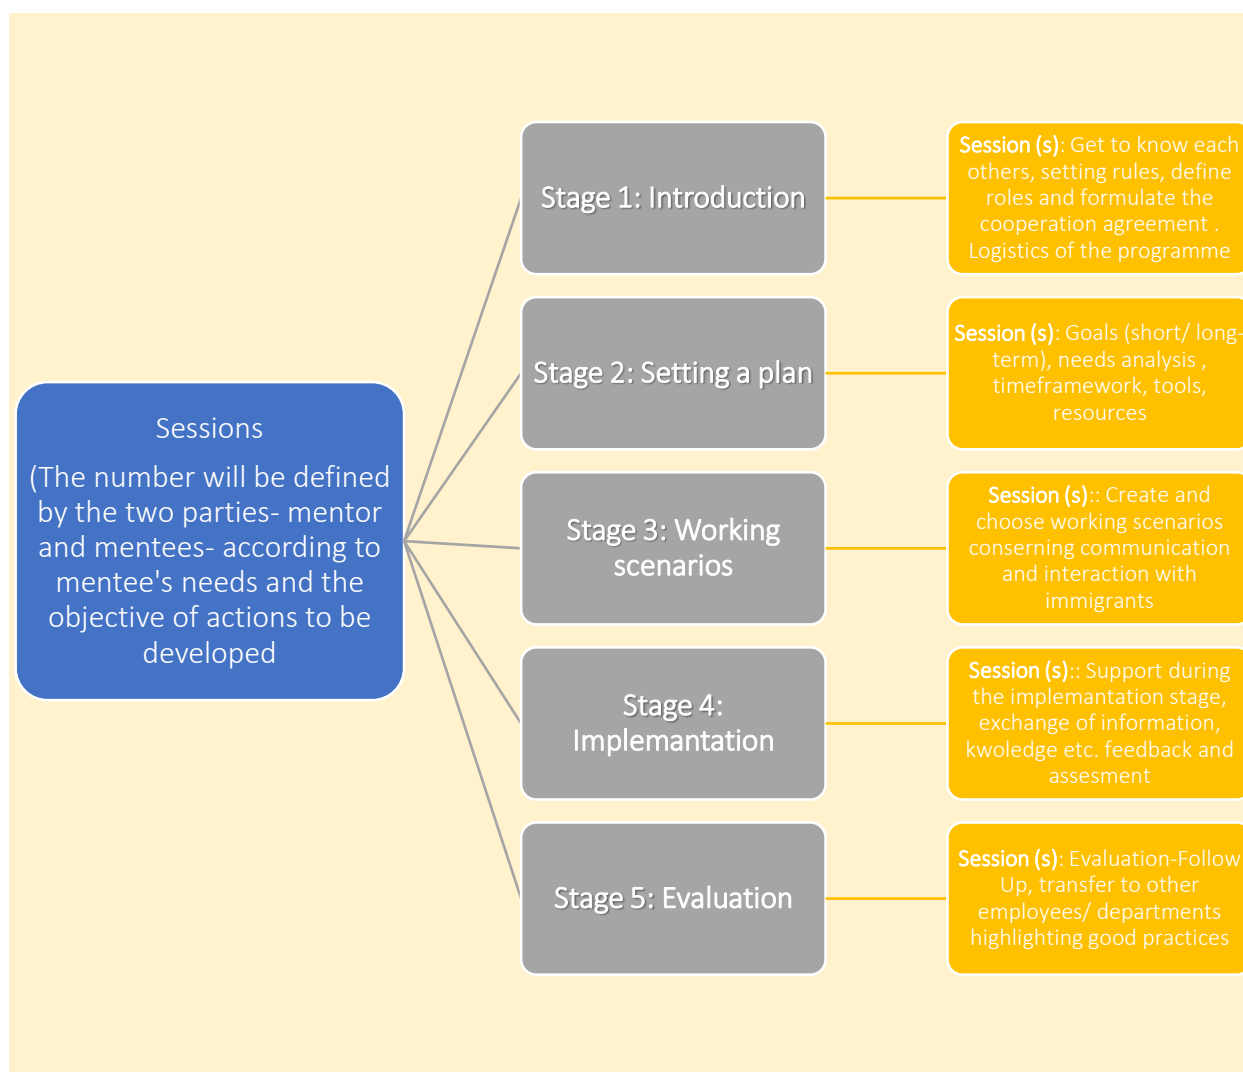 Sessions
(The number will be defined
by the two parties- mentor
and mentees- according to
mentee's needs and the
objective of actions to be
developed
Stage 1: Introduction
Session (s): Get to know each
others, setting rules, define
roles and formulate the
cooperation agreement .
Logistics of the programme
Stage 2: Setting a plan
Session (s): Goals (short/ long-
term), needs analysis ,
timeframework, tools,
resources
Stage 3: Working
scenarios
Session (s):: Create and
choose working scenarios
conserning communication
and interaction with
immigrants
Stage 4:
Implemantation
Session (s):: Support during
the implemantation stage,
exchange of information,
kwoledge etc. feedback and
assesment
Stage 5: Evaluation
Session (s): Evaluation-Follow
Up, transfer to other
employees/ departments
highlighting good practices